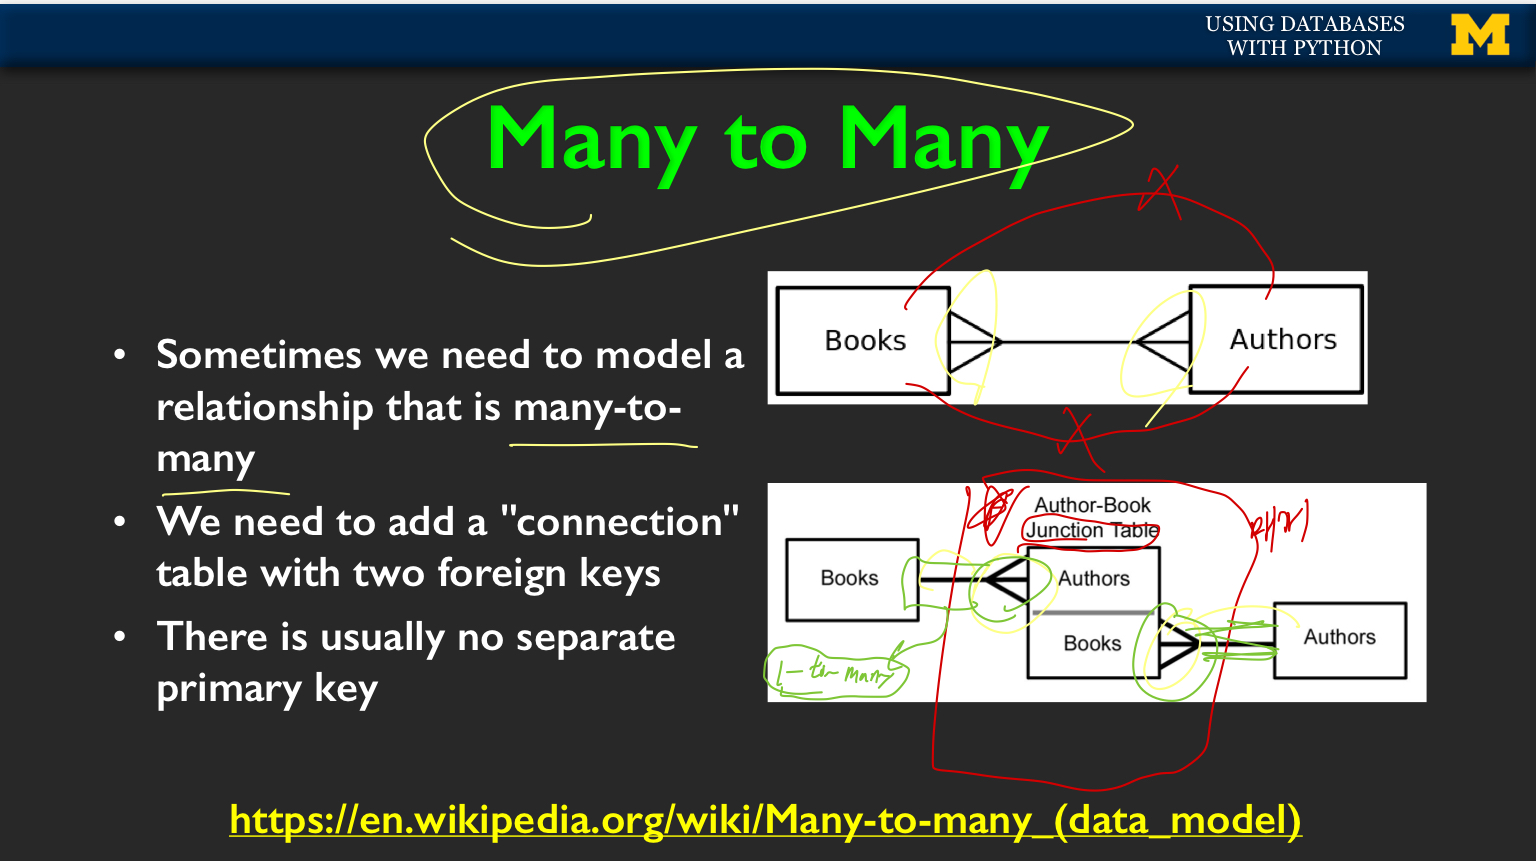 USING DATABASES
WITH PYTHON
M
Many to Many
Books
Authors
• Sometimes we need to model a
relationship that is many-to-
many
• We need to add a "connection"
table with two foreign keys
• There is usually no separate
primary key
Author-Book
Junction Table
Books
Authors
Books
Authors
1-to-many
https://en.wikipedia.org/wiki/Many-to-many_(data_model)